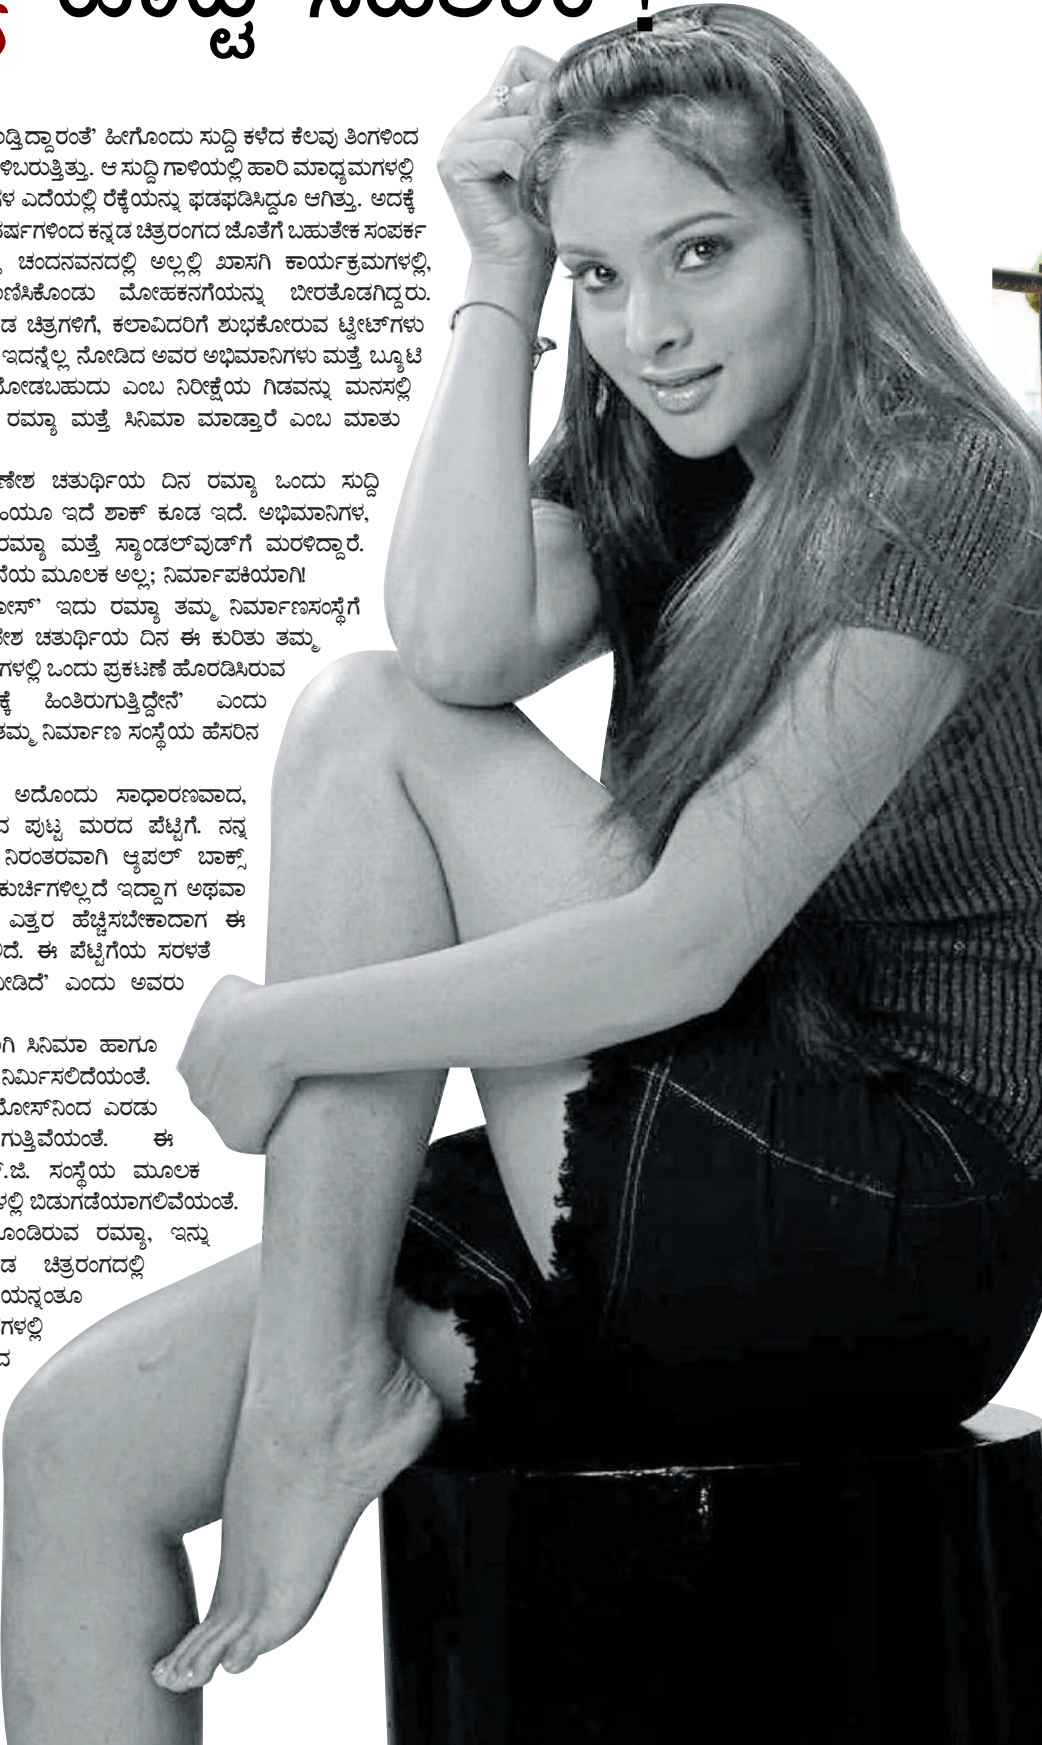 ಹೀಗೊಂದು ಸುದ್ದಿ ಕಳೆದ ಕೆಲವು ತಿಂಗಳಿಂದ
ಆ ಸುದ್ದಿ ಗಾಳಿಯಲ್ಲಿ ಹಾರಿ ಮಾಧ್ಯಮಗಳಲ್ಲಿ
ಎದೆಯಲ್ಲಿ ರೆಕ್ಕೆಯನ್ನು ಫಡಫಡಿಸಿದ್ದೂ ಆಗಿತ್ತು. ಅದಕ್ಕೆ
ಕನ್ನಡ ಚಿತ್ರರಂಗದ ಜೊತೆಗೆ ಬಹುತೇಕ ಸಂಪರ್ಕ
ಚಂದನವನದಲ್ಲಿ ಅಲ್ಲಲ್ಲಿ ಖಾಸಗಿ ಕಾರ್ಯಕ್ರಮಗಳಲ್ಲಿ,
ಣಿಸಿಕೊಂಡು ಮೋಹಕನಗೆಯನ್ನು ಬೀರತೊಡಗಿದ್ದರು.
ಡ ಚಿತ್ರಗಳಿಗೆ, ಕಲಾವಿದರಿಗೆ ಶುಭಕೋರುವ ಟ್ವೀಟ್‌ಗಳು
ಇದನ್ನೆಲ್ಲ ನೋಡಿದ ಅವರ ಅಭಿಮಾನಿಗಳು ಮತ್ತೆ ಬ್ಯೂಟಿ
ನೋಡಬಹುದು ಎಂಬ ನಿರೀಕ್ಷೆಯ ಗಿಡವನ್ನು ಮನಸಲ್ಲಿ
ರಮ್ಯಾ ಮತ್ತೆ ಸಿನಿಮಾ ಮಾಡ್ತಾರೆ ಎಂಬ ಮಾತು
ಣೇಶ ಚತುರ್ಥಿಯ ದಿನ ರಮ್ಯಾ ಒಂದು ಸುದ್ದಿ
ಹಿಯೂ ಇದೆ ಶಾಕ್ ಕೂಡ ಇದೆ. ಅಭಿಮಾನಿಗಳ,
ರಮ್ಯಾ ಮತ್ತೆ ಸ್ಯಾಂಡಲ್‌ವುಡ್‌ಗೆ ಮರಳಿದ್ದಾರೆ.
ನೆಯ ಮೂಲಕ ಅಲ್ಲ; ನಿರ್ಮಾಪಕಿಯಾಗಿ!
ಇದು ರಮ್ಯಾ ತಮ್ಮ ನಿರ್ಮಾಣಸಂಸ್ಥೆಗೆ
ಣೇಶ ಚತುರ್ಥಿಯ ದಿನ ಈ ಕುರಿತು ತಮ್ಮ
ಗಳಲ್ಲಿ ಒಂದು ಪ್ರಕಟಣೆ ಹೊರಡಿಸಿರುವ
ಕ್ಕೆ ಹಿಂತಿರುಗುತ್ತಿದ್ದೇನೆ’ ಎಂದು
ತಮ್ಮ ನಿರ್ಮಾಣ ಸಂಸ್ಥೆಯ ಹೆಸರಿನ
ಅದೊಂದು ಸಾಧಾರಣವಾದ,
ದ ಪುಟ್ಟ ಮರದ ಪೆಟ್ಟಿಗೆ. ನನ್ನ
ನಿರಂತರವಾಗಿ ಆ್ಯಪಲ್ ಬಾಕ್ಸ್
ಕುರ್ಚಿಗಳಿಲ್ಲದೆ ಇದ್ದಾಗ ಅಥವಾ
ಎತ್ತರ ಹೆಚ್ಚಿಸಬೇಕಾದಾಗ ಈ
ದೆ. ಈ ಪೆಟ್ಟಿಗೆಯ ಸರಳತೆ
ನೀಡಿದೆ’ ಎಂದು ಅವರು
ಗಿ ಸಿನಿಮಾ ಹಾಗೂ
ನಿರ್ಮಿಸಲಿದೆಯಂತೆ.
ಯೋಸ್‌ನಿಂದ ಎರಡು
ಗುತ್ತಿವೆಯಂತೆ. ಈ
ಜಿ. ಸಂಸ್ಥೆಯ ಮೂಲಕ
ಳಲ್ಲಿ ಬಿಡುಗಡೆಯಾಗಲಿವೆಯಂತೆ.
ೊಂಡಿರುವ ರಮ್ಯಾ, ಇನ್ನು
ಡ ಚಿತ್ರರಂಗದಲ್ಲಿ
ಯನ್ನಂತೂ
ಗಳಲ್ಲಿ
ದ